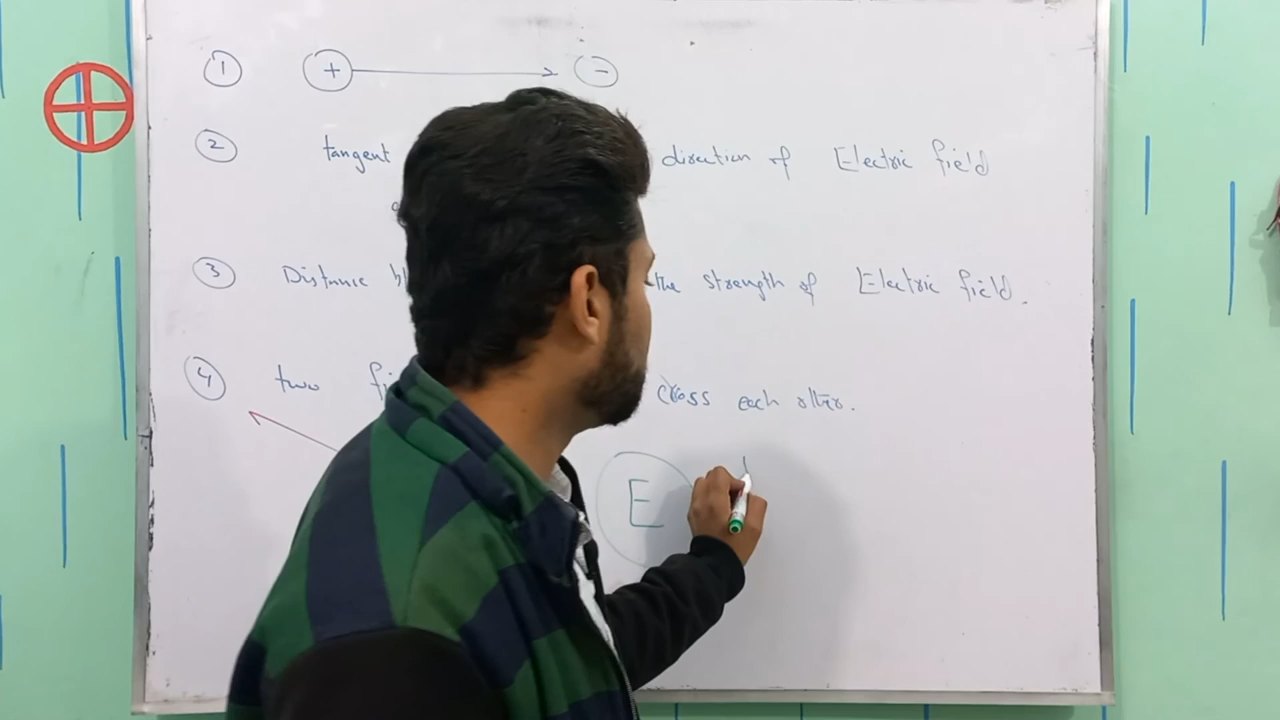 1 + → -
2 tangent direction of Electric field
3 Distance the strength of Electric field.
4 two cross each other.
E